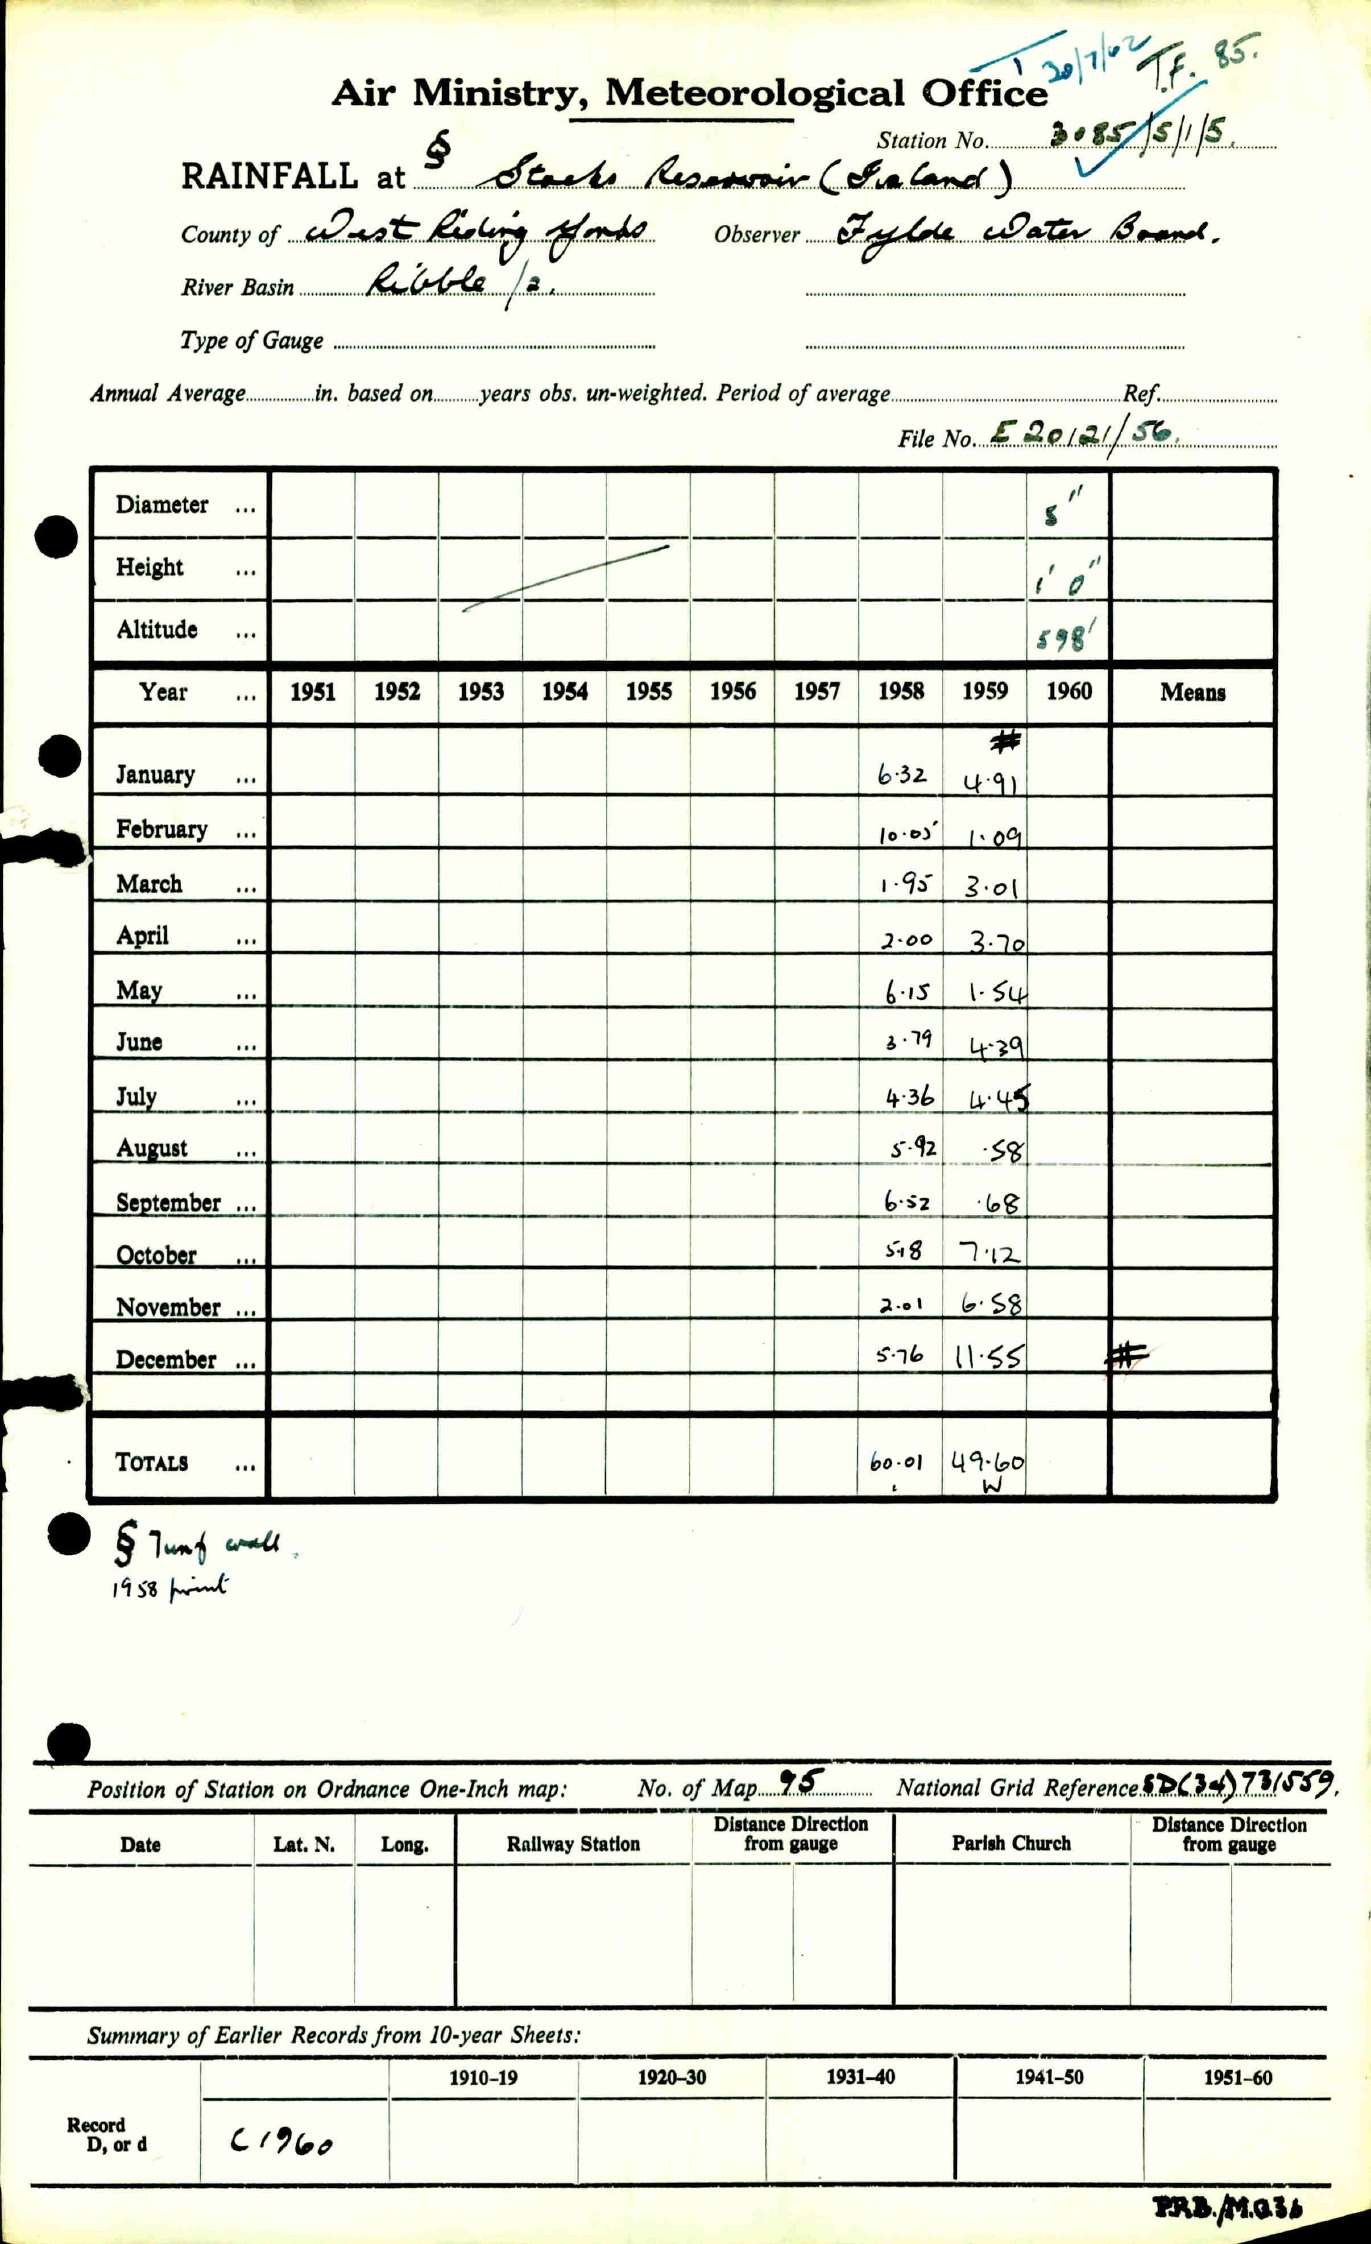 T 30/7/62 T.F. 85.
Air Ministry, Meteorological Office
Station No. 3085/5/1/5.
RAINFALL at § Stocks Reservoir ( )
County of West Riding Yorks Observer Fylde Water Board.
River Basin Ribble /2.
Type of Gauge
Annual Average in. based on years obs. un-weighted. Period of average Ref.
File No. E 20121/56.
Diameter ... 5"
Height ... 1' 0"
Altitude ... 598'
Year ... 1951 1952 1953 1954 1955 1956 1957 1958 1959 1960 Means
#
January ... 6.32 4.91
February ... 10.05 1.09
March ... 1.95 3.01
April ... 2.00 3.70
May ... 6.15 1.54
June ... 3.79 4.39
July ... 4.36 4.45
August ... 5.92 .58
September ... 6.52 .68
October ... 5.18 7.12
November ... 2.01 6.58
December ... 5.76 11.55 #
TOTALS ... 60.01 49.60
W
§ Turf wall.
1958 print
Position of Station on Ordnance One-Inch map: No. of Map 95 National Grid Reference SD(34)731559.
Date Lat. N. Long. Railway Station Distance Direction from gauge Parish Church Distance Direction from gauge
Summary of Earlier Records from 10-year Sheets:
1910-19 1920-30 1931-40 1941-50 1951-60
Record
D, or d C1960
P.R.B./M.O.36